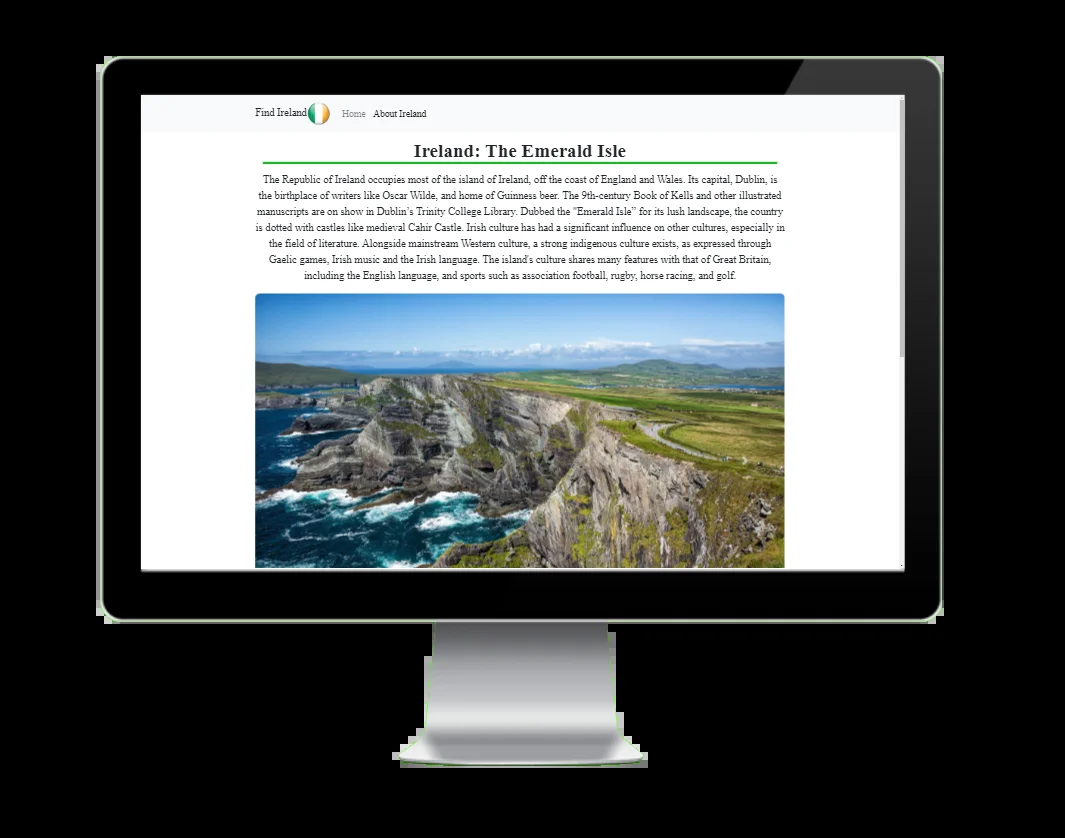 Find Ireland Home About Ireland
Ireland: The Emerald Isle
The Republic of Ireland occupies most of the island of Ireland, off the coast of England and Wales. Its capital, Dublin, is
the birthplace of writers like Oscar Wilde, and home of Guinness beer. The 9th-century Book of Kells and other illustrated
manuscripts are on show in Dublin's Trinity College Library. Dubbed the "Emerald Isle" for its lush landscape, the country
is dotted with castles like medieval Cahir Castle. Irish culture has had a significant influence on other cultures, especially in
the field of literature. Alongside mainstream Western culture, a strong indigenous culture exists, as expressed through
Gaelic games, Irish music and the Irish language. The island's culture shares many features with that of Great Britain,
including the English language, and sports such as association football, rugby, horse racing, and golf.